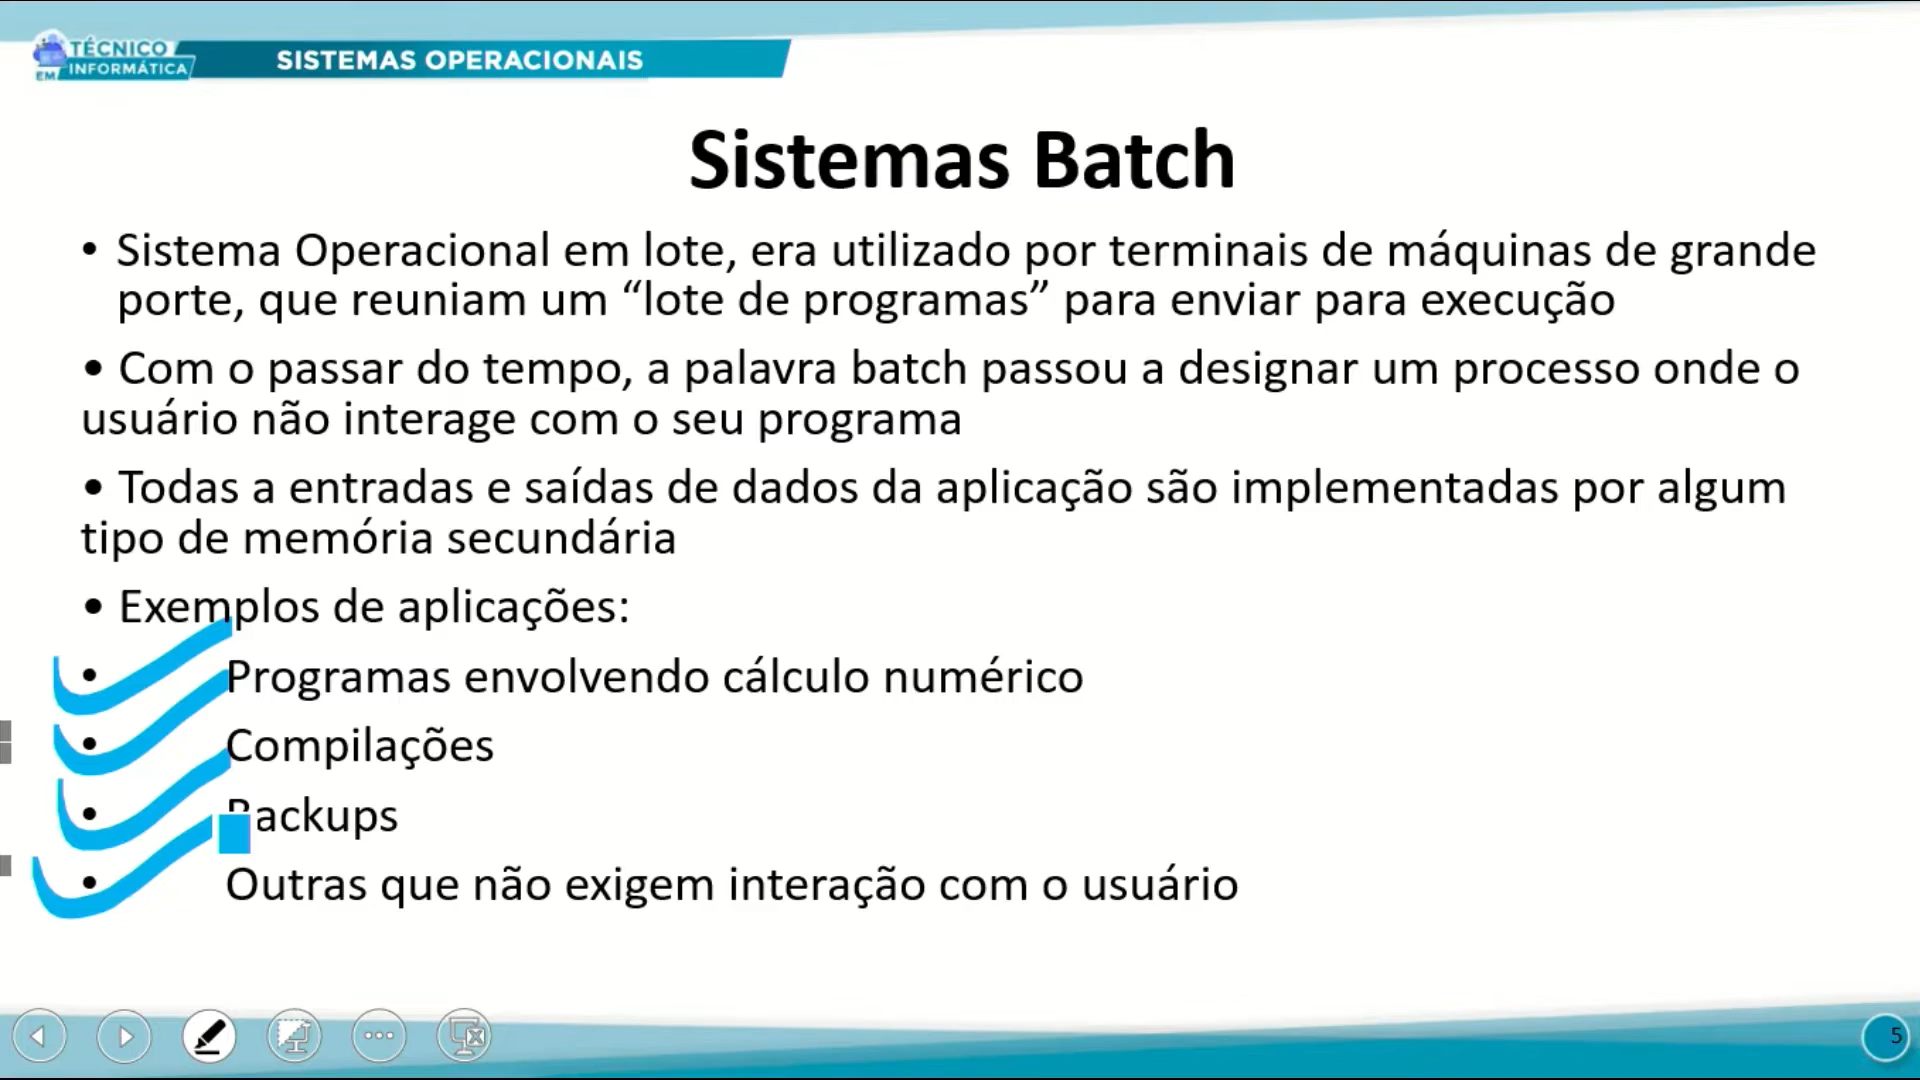 TÉCNICO
EM INFORMÁTICA
SISTEMAS OPERACIONAIS
Sistemas Batch
• Sistema Operacional em lote, era utilizado por terminais de máquinas de grande
porte, que reuniam um “lote de programas” para enviar para execução
• Com o passar do tempo, a palavra batch passou a designar um processo onde o
usuário não interage com o seu programa
• Todas a entradas e saídas de dados da aplicação são implementadas por algum
tipo de memória secundária
• Exemplos de aplicações:
• Programas envolvendo cálculo numérico
• Compilações
• Backups
• Outras que não exigem interação com o usuário
5